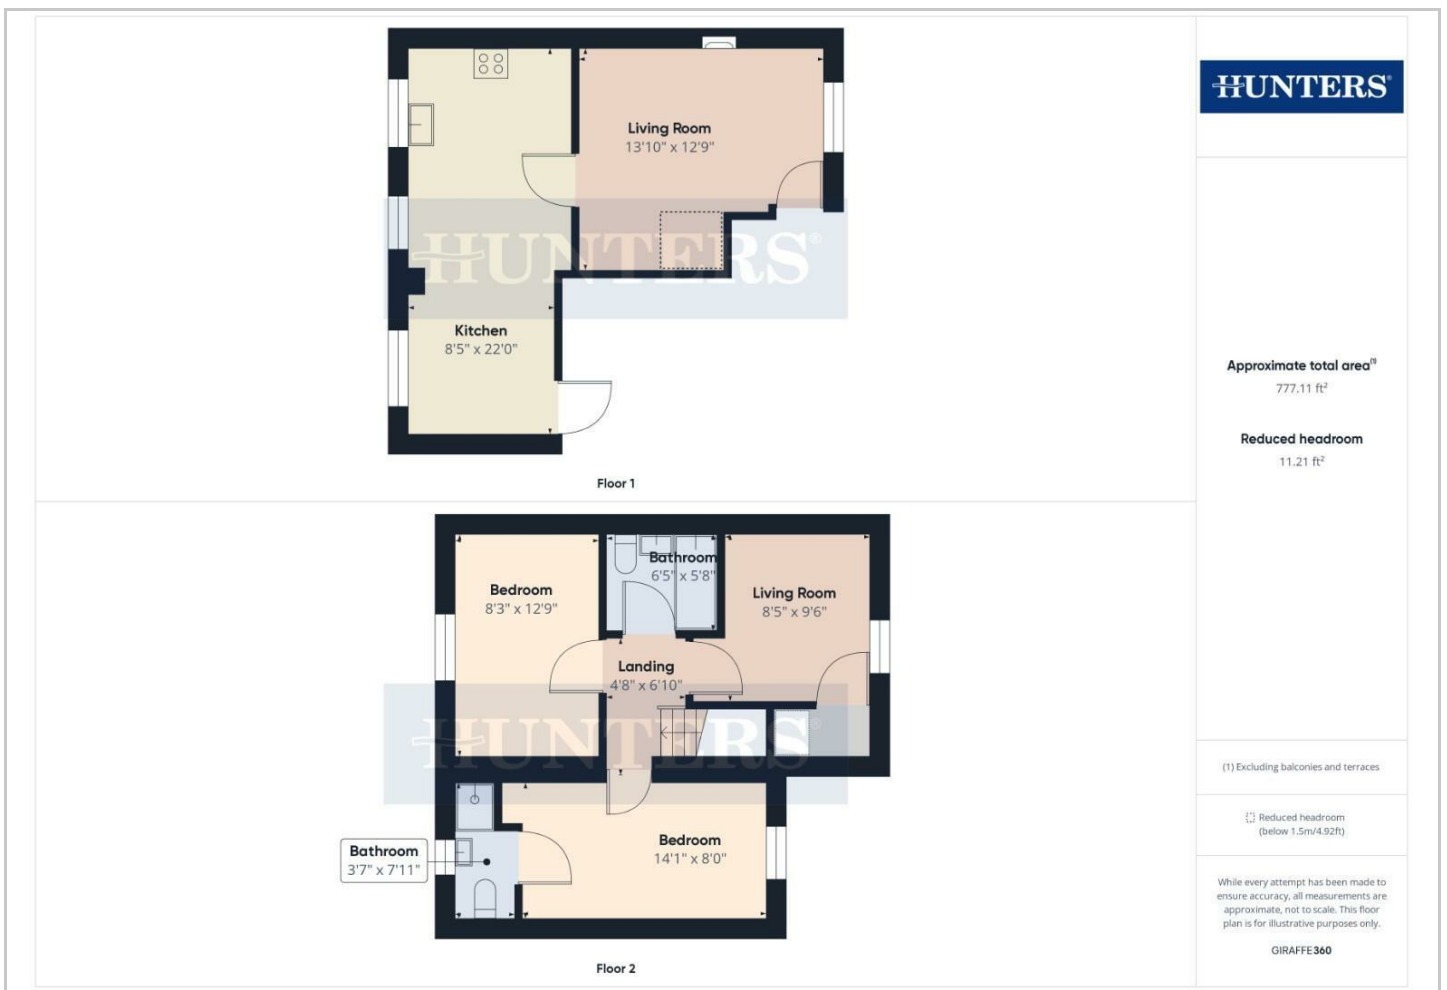 Living Room
13'10" x 12'9"
HUNTERS®
Kitchen
8'5" x 22'0"
Floor 1
Bedroom
8'3" x 12'9"
Bathroom
6'5" x 5'8"
Living Room
8'5" x 9'6"
Landing
4'8" x 6'10"
HUNTERS®
Bathroom
3'7" x 7'11"
Bedroom
14'1" x 8'0"
Floor 2
HUNTERS®
Approximate total area⁽¹⁾
777.11 ft²
Reduced headroom
11.21 ft²
(1) Excluding balconies and terraces
Reduced headroom
(below 1.5m/4.92ft)
While every attempt has been made to
ensure accuracy, all measurements are
approximate, not to scale. This floor
plan is for illustrative purposes only.
GIRAFFE360